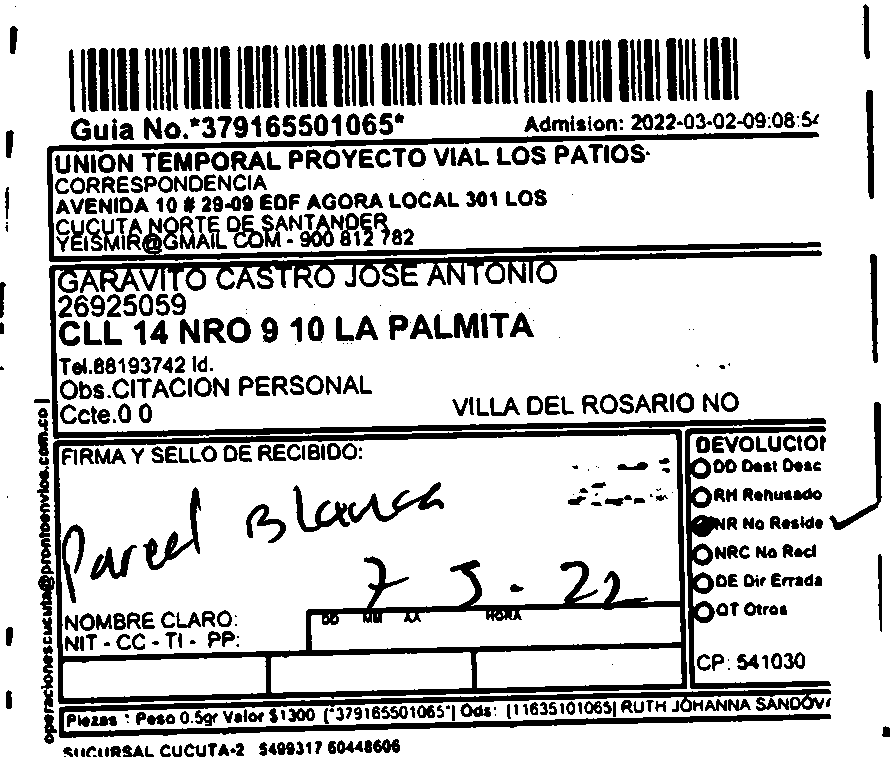 Guia No.*379165501065*
Admision: 2022-03-02-09:08:54
UNION TEMPORAL PROYECTO VIAL LOS PATIOS-
CORRESPONDENCIA
AVENIDA 10 # 29-09 EDF AGORA LOCAL 301 LOS
CUCUTA NORTE DE SANTANDER
YEISMIR@GMAIL COM - 900 812 782
GARAVITO CASTRO JOSE ANTONIO
26925059
CLL 14 NRO 9 10 LA PALMITA
Tel.88193742 Id.
Obs.CITACION PERSONAL
Ccte.0 0
VILLA DEL ROSARIO NO
operacionescucuta@prontoenvios.com.co |
FIRMA Y SELLO DE RECIBIDO:
Pared Blanca
7 3 - 22
NOMBRE CLARO:
DD MM AA HORA
NIT - CC - TI - PP:
DEVOLUCION
DD Dest Desc
RH Rehusado
NR No Reside
NRC No Recl
DE Dir Errada
OT Otros
CP: 541030
Piezas : Peso 0.5gr Valor $1300 (*379165501065*| Ods: [11635101065| RUTH JOHANNA SANDOV
SUCURSAL CUCUTA-2 $499317 60448606